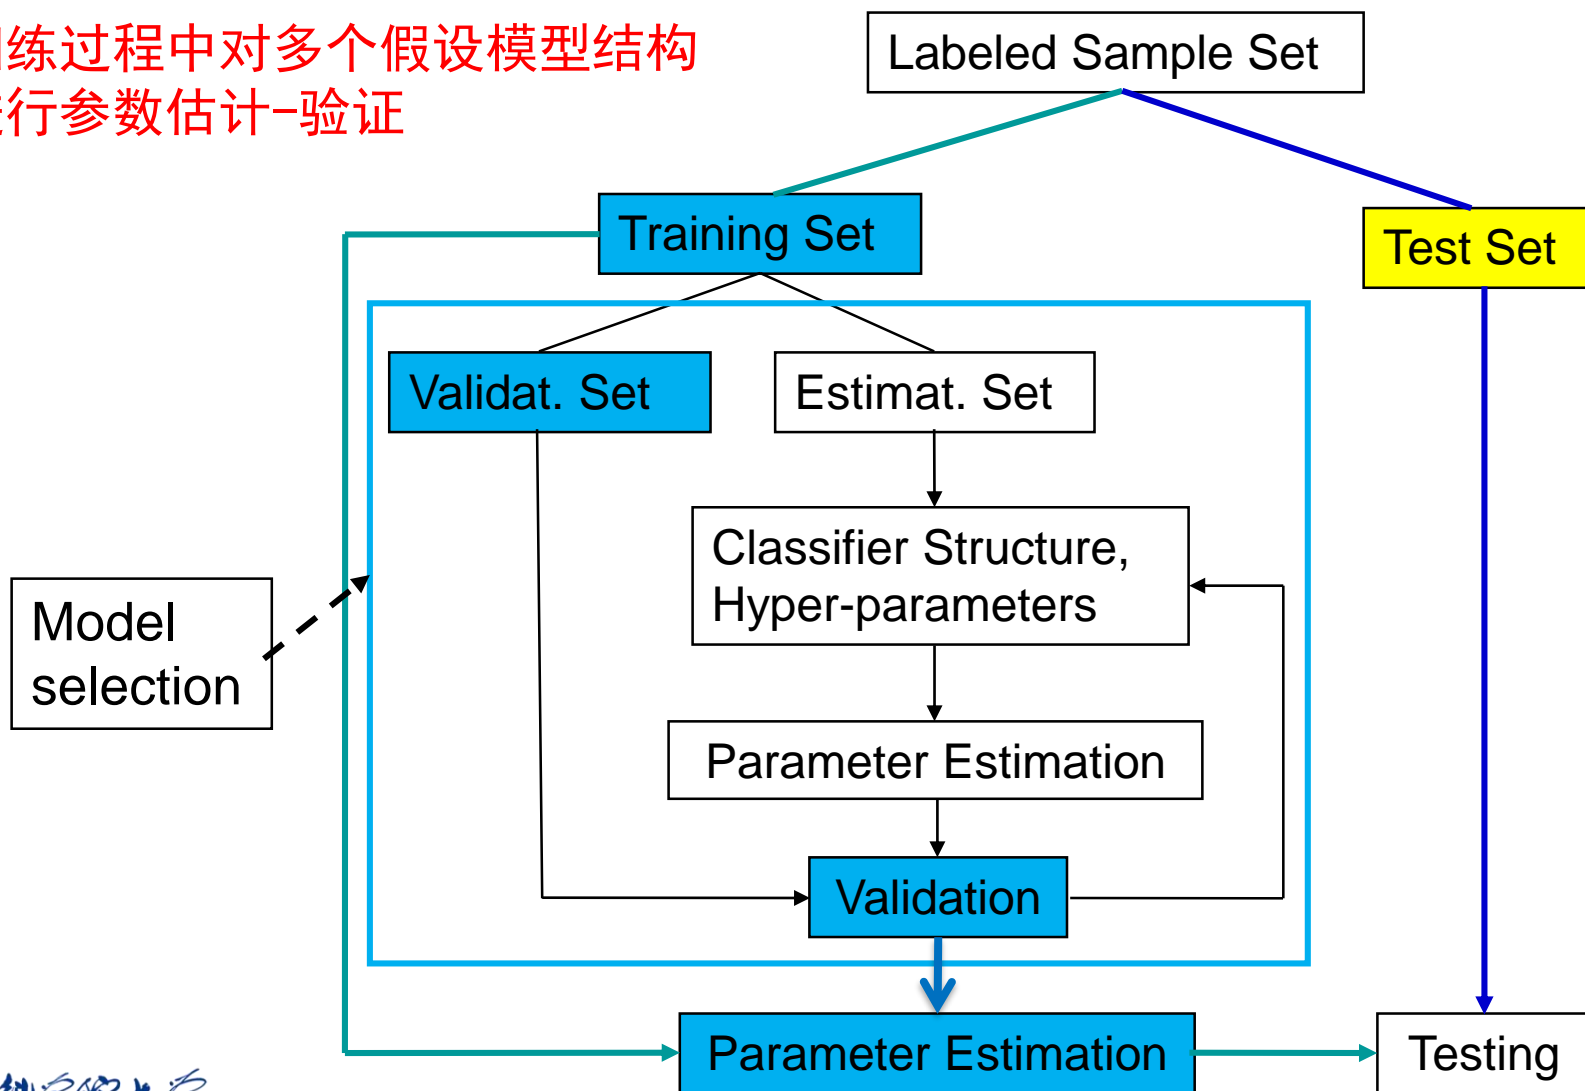 练过程中对多个假设模型结构
行参数估计-验证
Labeled Sample Set
Training Set
Test Set
Validat. Set
Estimat. Set
Classifier Structure,
Hyper-parameters
Model
selection
Parameter Estimation
Validation
Parameter Estimation
Testing